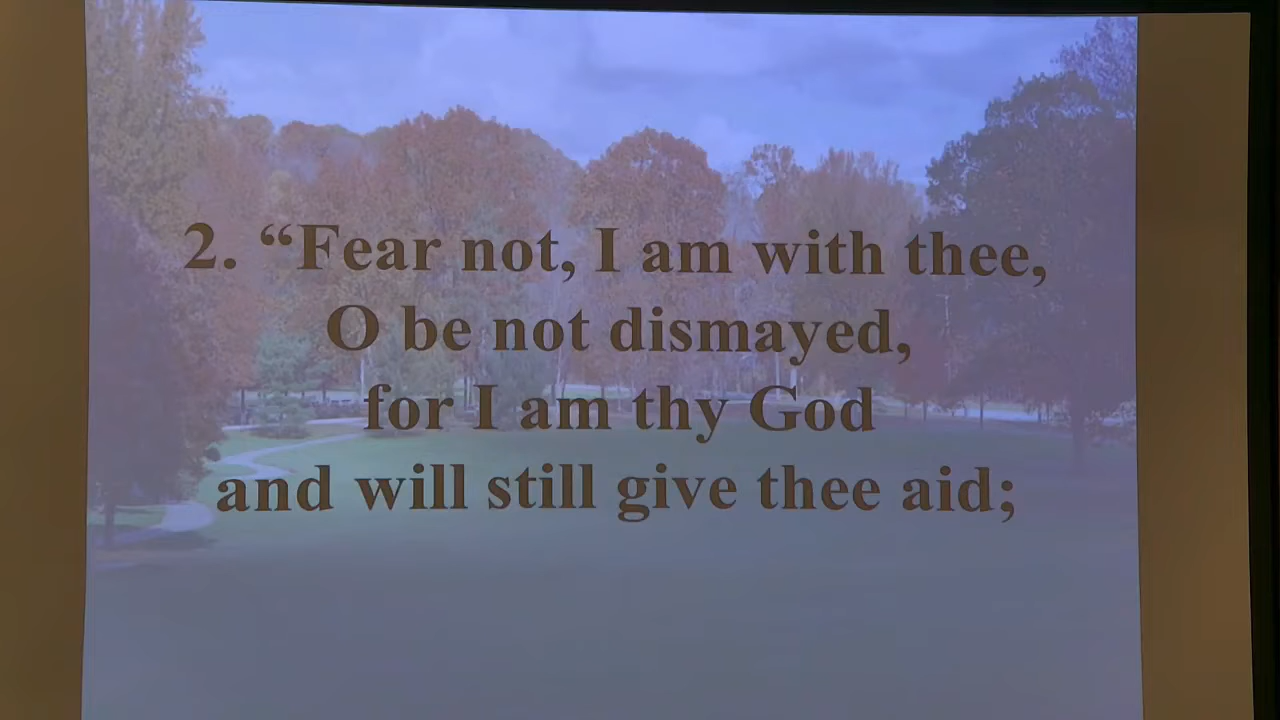 2. “Fear not, I am with thee,
O be not dismayed,
for I am thy God
and will still give thee aid;